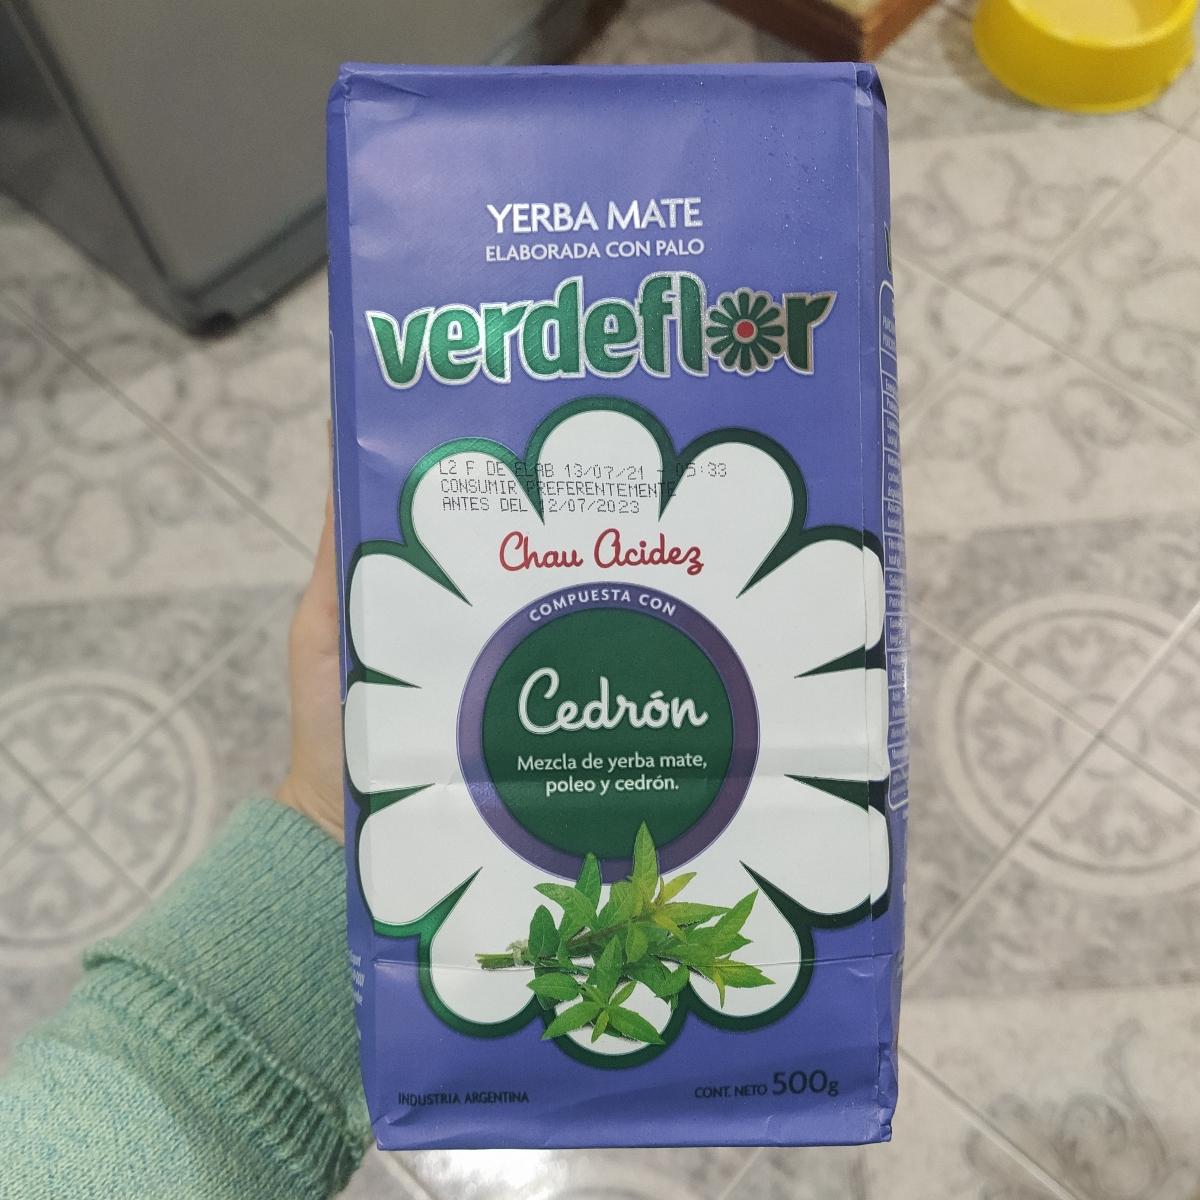 YERBA MATE
ELABORADA CON PALO
verdeflor
L2 F DE ELAB 13/07/21 - 05:33
CONSUMIR PREFERENTEMENTE
ANTES DEL 12/07/2023
Chau Acidez
COMPUESTA CON
Cedrón
Mezcla de yerba mate,
poleo y cedrón.
INDUSTRIA ARGENTINA
CONT. NETO 500g